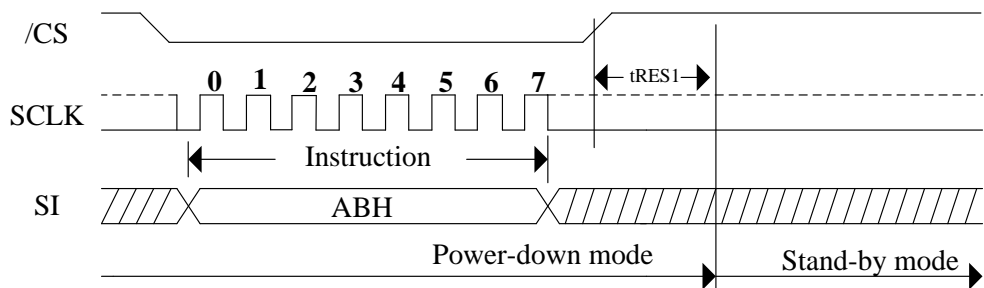 /CS
tRES1
0 1 2 3 4 5 6 7
SCLK
Instruction
SI
ABH
Power-down mode
Stand-by mode